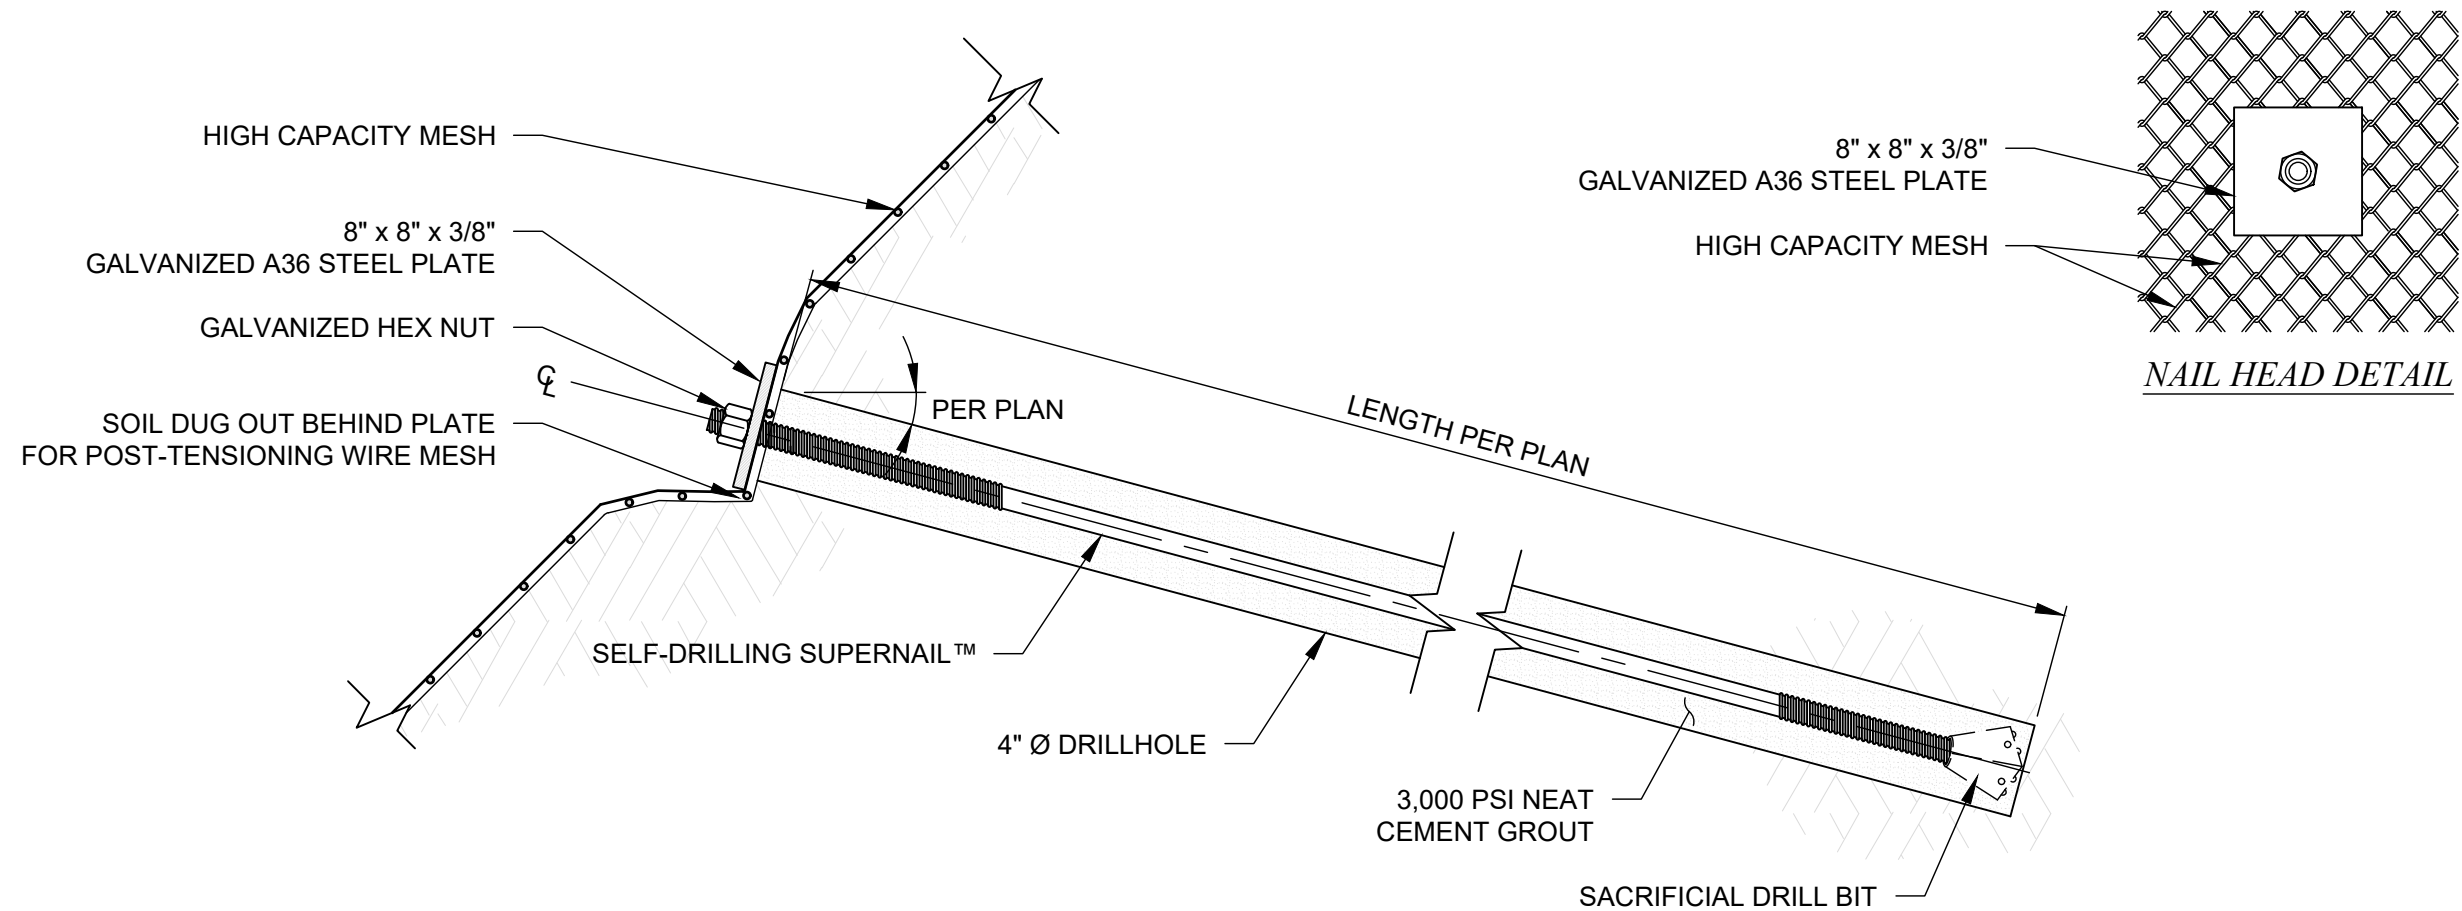 HIGH CAPACITY MESH
8" x 8" x 3/8"
GALVANIZED A36 STEEL PLATE
GALVANIZED HEX NUT
℄
SOIL DUG OUT BEHIND PLATE
FOR POST-TENSIONING WIRE MESH
PER PLAN
LENGTH PER PLAN
SELF-DRILLING SUPERNAIL™
4" Ø DRILLHOLE
3,000 PSI NEAT
CEMENT GROUT
SACRIFICIAL DRILL BIT
8" x 8" x 3/8"
GALVANIZED A36 STEEL PLATE
HIGH CAPACITY MESH
NAIL HEAD DETAIL